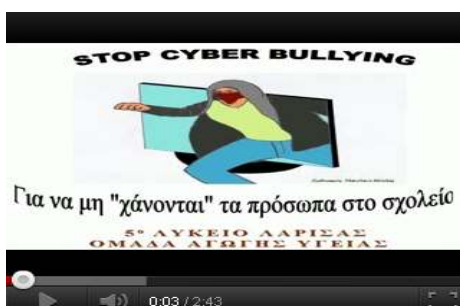 STOP CYBER BULLYING
Για να μη "χάνονται" τα πρόσωπα στο σχολείο
5ο ΛΥΚΕΙΟ ΛΑΡΙΣΑΣ
ΟΜΑΔΑ ΑΓΩΓΗΣ ΥΓΕΙΑΣ
0:03 / 2:43